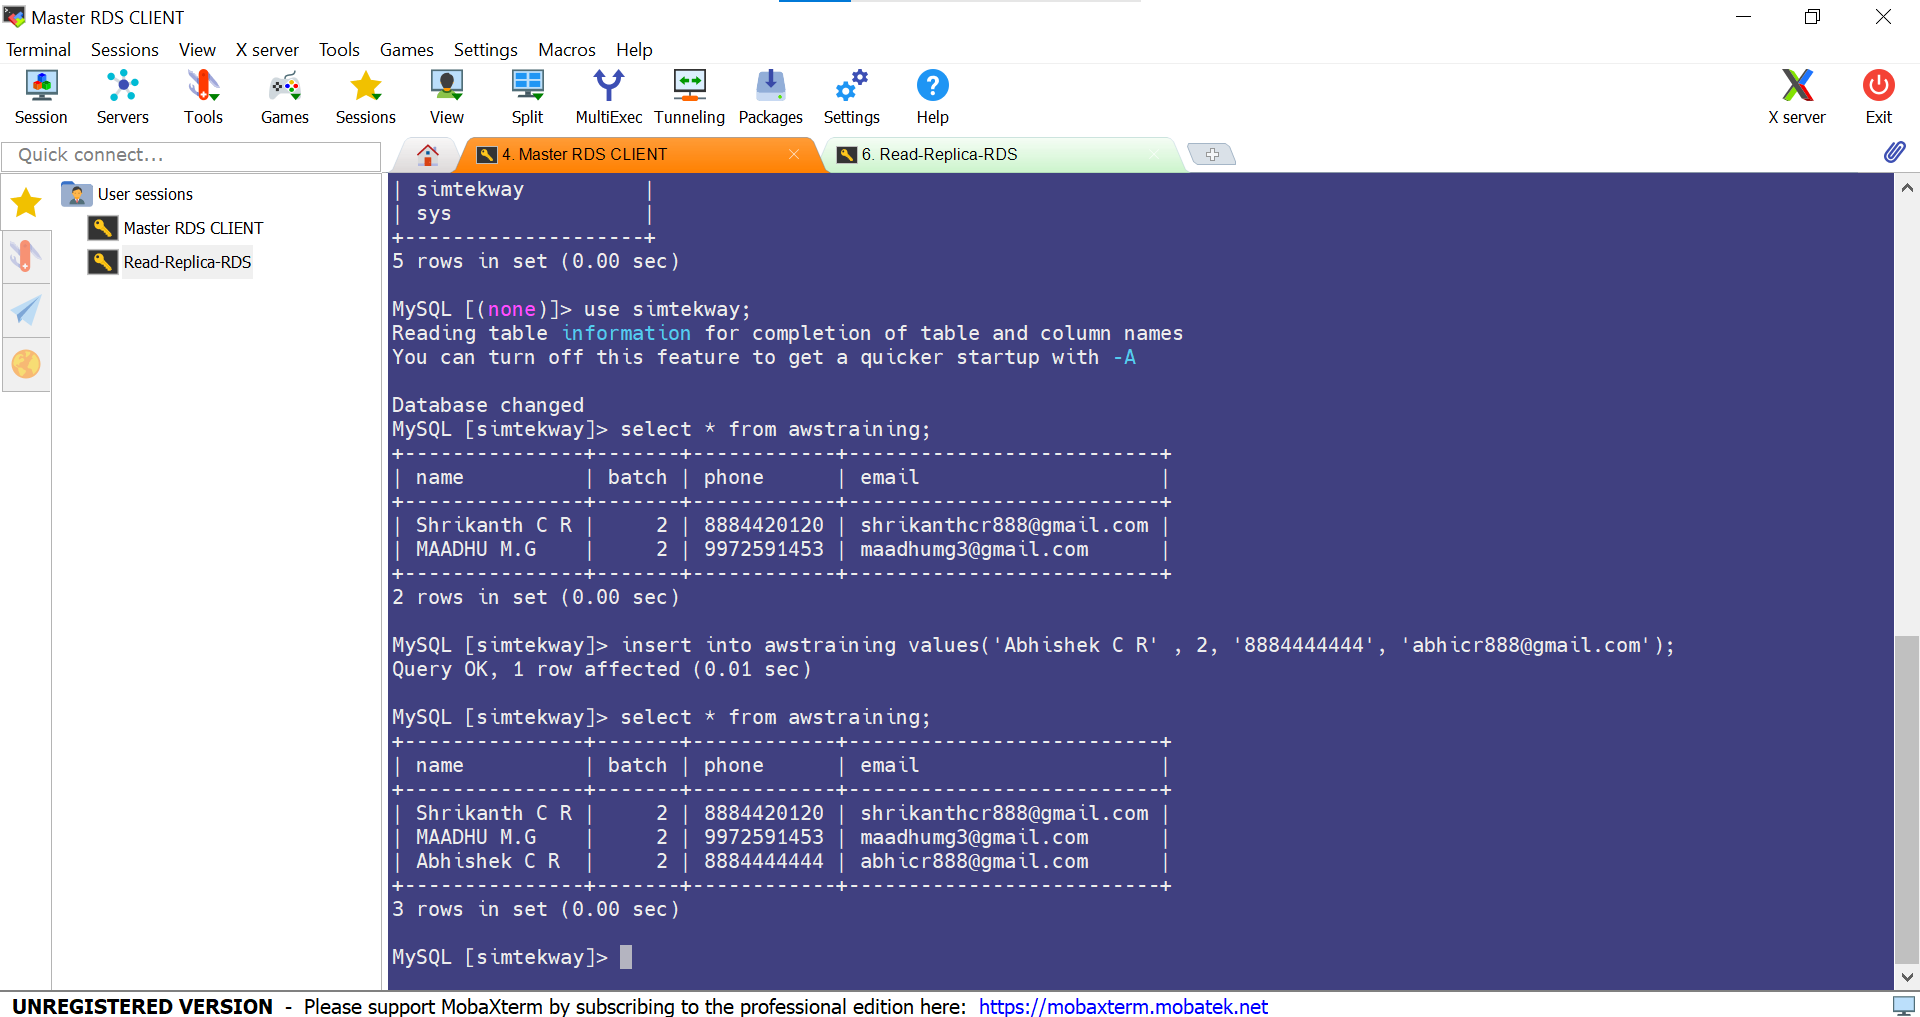 Master RDS CLIENT
Terminal Sessions View X server Tools Games Settings Macros Help
Session Servers Tools Games Sessions View Split MultiExec Tunneling Packages Settings Help X server Exit
Quick connect...
4. Master RDS CLIENT
6. Read-Replica-RDS
User sessions
Master RDS CLIENT
Read-Replica-RDS
| simtekway          |
| sys                |
+--------------------+
5 rows in set (0.00 sec)
MySQL [(none)]> use simtekway;
Reading table information for completion of table and column names
You can turn off this feature to get a quicker startup with -A
Database changed
MySQL [simtekway]> select * from awstraining;
+---------------+-------+------------+--------------------------+
| name          | batch | phone      | email                    |
+---------------+-------+------------+--------------------------+
| Shrikanth C R |     2 | 8884420120 | shrikanthcr888@gmail.com |
| MAADHU M.G    |     2 | 9972591453 | maadhumg3@gmail.com      |
+---------------+-------+------------+--------------------------+
2 rows in set (0.00 sec)
MySQL [simtekway]> insert into awstraining values('Abhishek C R' , 2, '8884444444', 'abhicr888@gmail.com');
Query OK, 1 row affected (0.01 sec)
MySQL [simtekway]> select * from awstraining;
+---------------+-------+------------+--------------------------+
| name          | batch | phone      | email                    |
+---------------+-------+------------+--------------------------+
| Shrikanth C R |     2 | 8884420120 | shrikanthcr888@gmail.com |
| MAADHU M.G    |     2 | 9972591453 | maadhumg3@gmail.com      |
| Abhishek C R  |     2 | 8884444444 | abhicr888@gmail.com      |
+---------------+-------+------------+--------------------------+
3 rows in set (0.00 sec)
MySQL [simtekway]>
UNREGISTERED VERSION - Please support MobaXterm by subscribing to the professional edition here: https://mobaxterm.mobatek.net